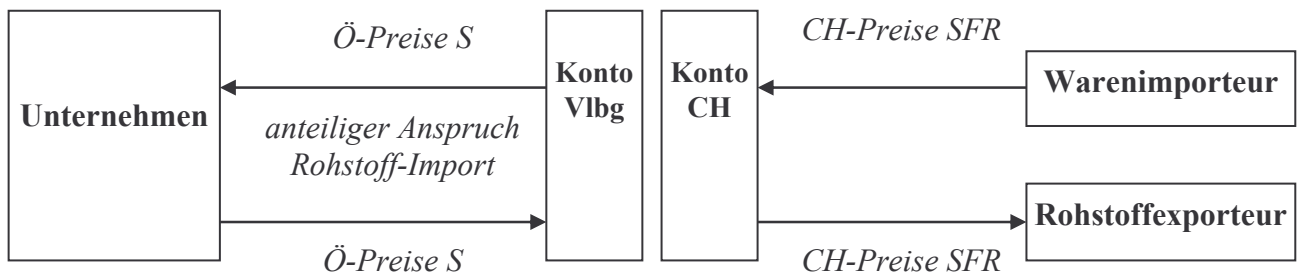 Unternehmen
Ö-Preise S
anteiliger Anspruch
Rohstoff-Import
Ö-Preise S
Konto
Vlbg
Konto
CH
CH-Preise SFR
CH-Preise SFR
Warenimporteur
Rohstoffexporteur